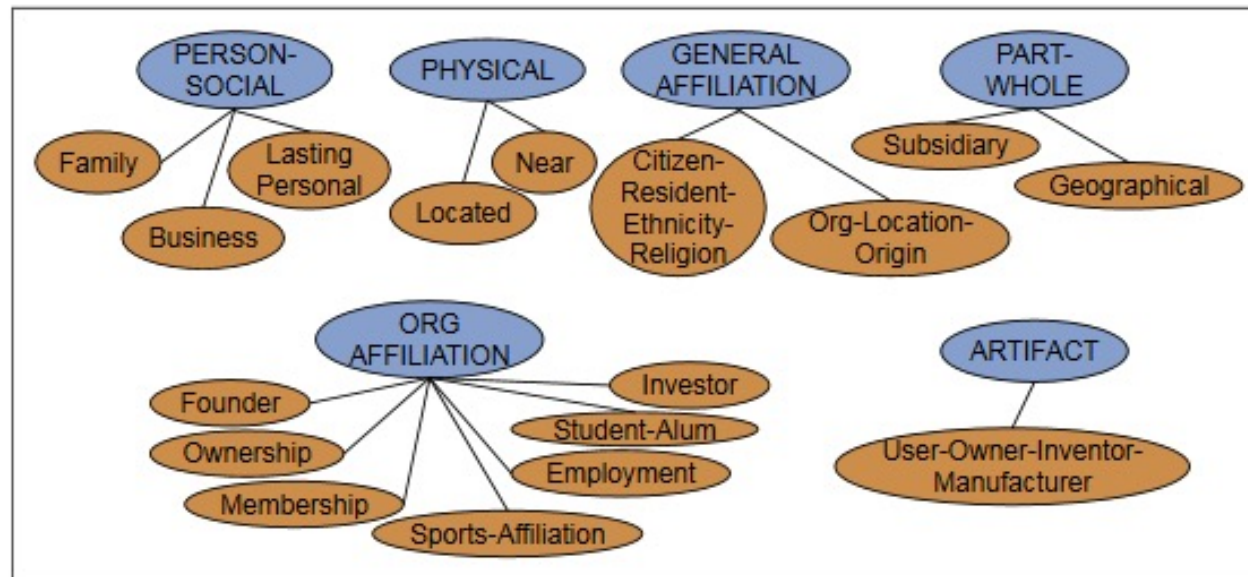 PERSON-
SOCIAL
PHYSICAL
GENERAL
AFFILIATION
PART-
WHOLE
Family
Lasting
Personal
Business
Near
Located
Citizen-
Resident-
Ethnicity-
Religion
Org-Location-
Origin
Subsidiary
Geographical
ORG
AFFILIATION
ARTIFACT
Founder
Investor
Ownership
Student-Alum
Membership
Employment
Sports-Affiliation
User-Owner-Inventor-
Manufacturer